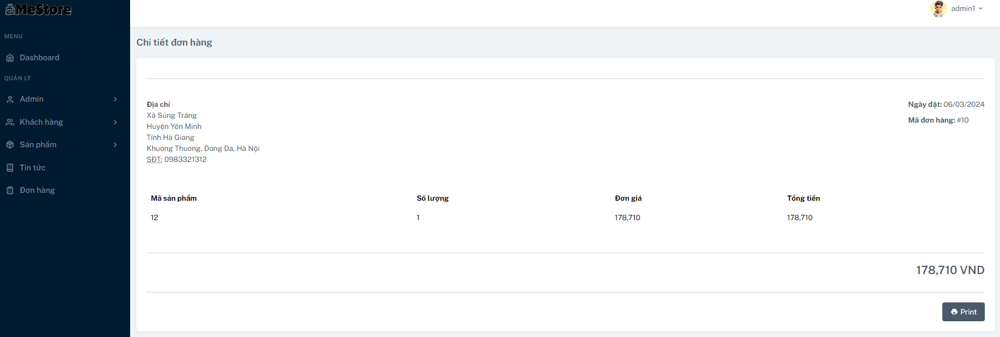 MeStore
admin1
MENU
Dashboard
QUẢN LÝ
Admin
Khách hàng
Sản phẩm
Tin tức
Đơn hàng
Chi tiết đơn hàng
Địa chỉ
Xã Sủng Tráng
Huyện Yên Minh
Tỉnh Hà Giang
Khuong Thuong, Dong Da, Hà Nội
SĐT: 0983321312
Ngày đặt: 06/03/2024
Mã đơn hàng: #10
Mã sản phẩm Số lượng Đơn giá Tổng tiền
12 1 178,710 178,710
178,710 VND
Print